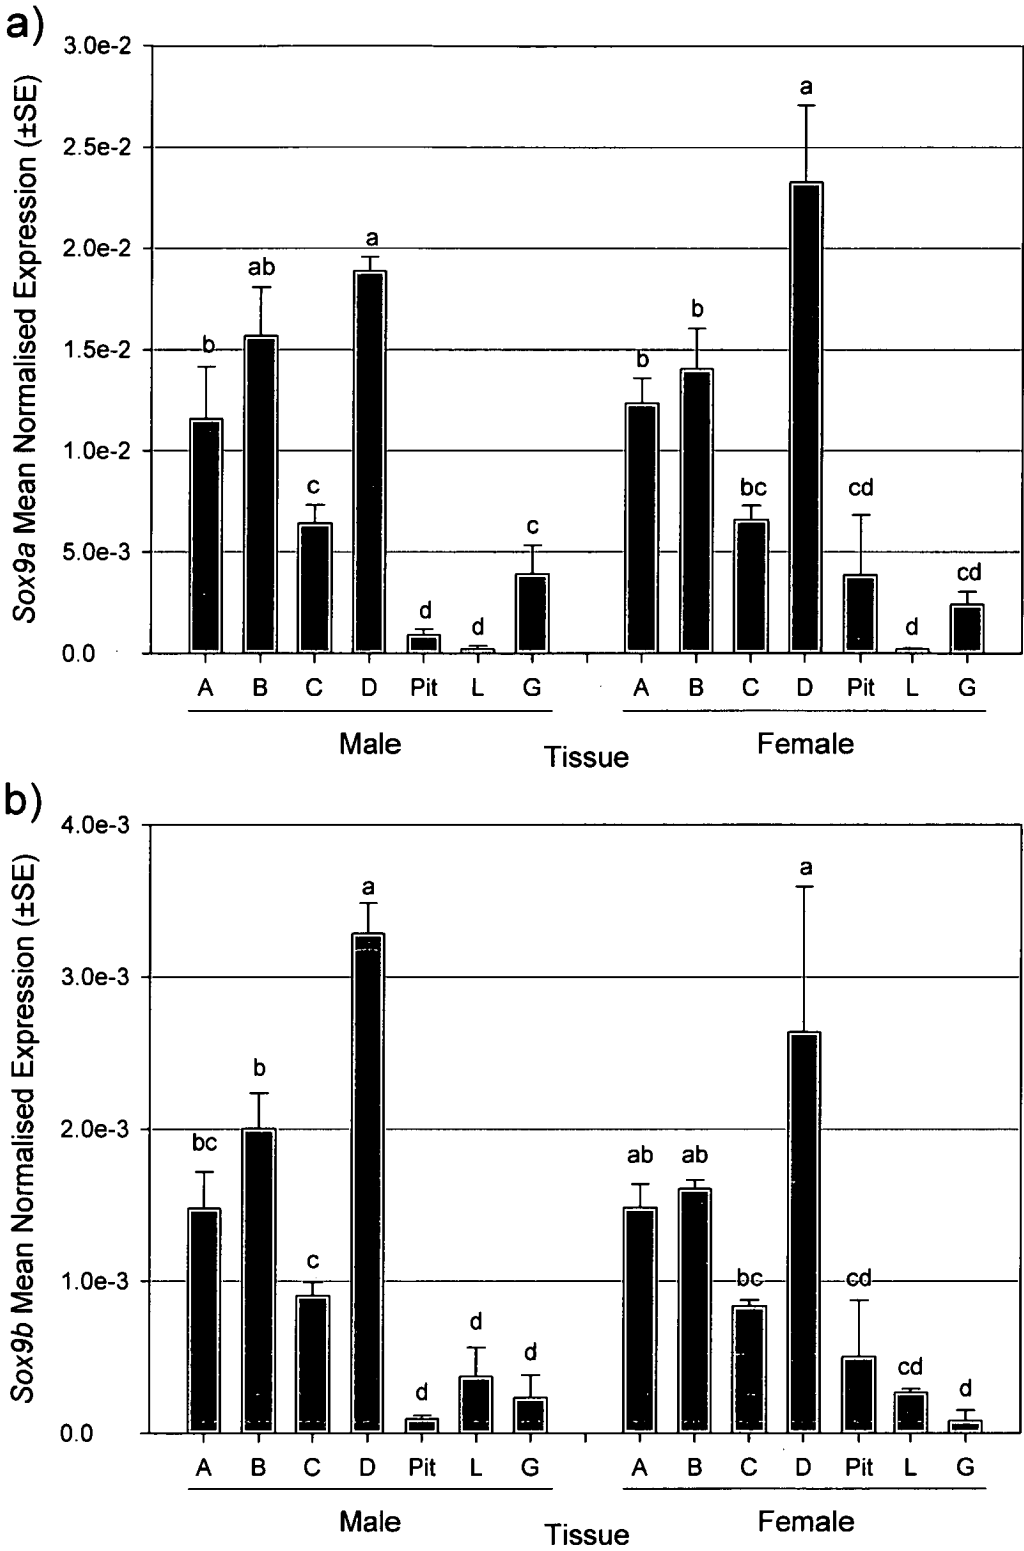 a)
Sox9a Mean Normalised Expression (±SE)
3.0e-2
2.5e-2
2.0e-2
1.5e-2
1.0e-2
5.0e-3
0.0
b
ab
c
a
d
d
c
b
b
bc
a
cd
d
cd
A B C D Pit L G A B C D Pit L G
Male Female
Tissue
b)
Sox9b Mean Normalised Expression (±SE)
4.0e-3
3.0e-3
2.0e-3
1.0e-3
0.0
bc
b
c
a
d
d
d
ab
ab
bc
a
cd
cd
d
A B C D Pit L G A B C D Pit L G
Male Female
Tissue